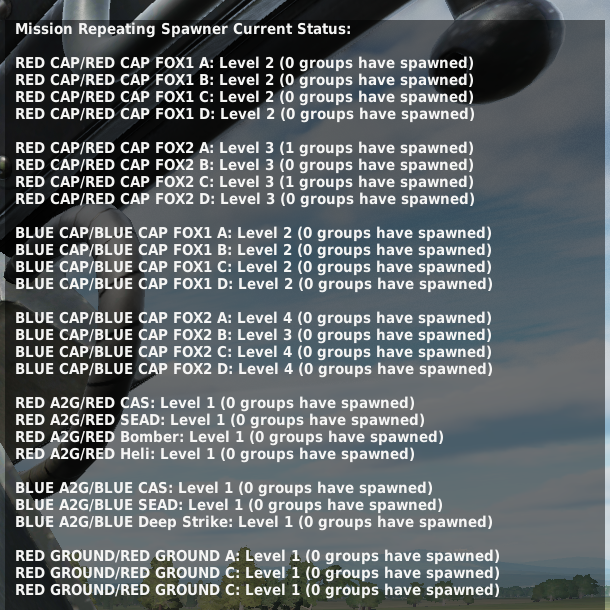 Mission Repeating Spawner Current Status:
RED CAP/RED CAP FOX1 A: Level 2 (0 groups have spawned)
RED CAP/RED CAP FOX1 B: Level 2 (0 groups have spawned)
RED CAP/RED CAP FOX1 C: Level 2 (0 groups have spawned)
RED CAP/RED CAP FOX1 D: Level 2 (0 groups have spawned)
RED CAP/RED CAP FOX2 A: Level 3 (1 groups have spawned)
RED CAP/RED CAP FOX2 B: Level 3 (0 groups have spawned)
RED CAP/RED CAP FOX2 C: Level 3 (1 groups have spawned)
RED CAP/RED CAP FOX2 D: Level 3 (0 groups have spawned)
BLUE CAP/BLUE CAP FOX1 A: Level 2 (0 groups have spawned)
BLUE CAP/BLUE CAP FOX1 B: Level 2 (0 groups have spawned)
BLUE CAP/BLUE CAP FOX1 C: Level 2 (0 groups have spawned)
BLUE CAP/BLUE CAP FOX1 D: Level 2 (0 groups have spawned)
BLUE CAP/BLUE CAP FOX2 A: Level 4 (0 groups have spawned)
BLUE CAP/BLUE CAP FOX2 B: Level 3 (0 groups have spawned)
BLUE CAP/BLUE CAP FOX2 C: Level 4 (0 groups have spawned)
BLUE CAP/BLUE CAP FOX2 D: Level 4 (0 groups have spawned)
RED A2G/RED CAS: Level 1 (0 groups have spawned)
RED A2G/RED SEAD: Level 1 (0 groups have spawned)
RED A2G/RED Bomber: Level 1 (0 groups have spawned)
RED A2G/RED Heli: Level 1 (0 groups have spawned)
BLUE A2G/BLUE CAS: Level 1 (0 groups have spawned)
BLUE A2G/BLUE SEAD: Level 1 (0 groups have spawned)
BLUE A2G/BLUE Deep Strike: Level 1 (0 groups have spawned)
RED GROUND/RED GROUND A: Level 1 (0 groups have spawned)
RED GROUND/RED GROUND C: Level 1 (0 groups have spawned)
RED GROUND/RED GROUND C: Level 1 (0 groups have spawned)